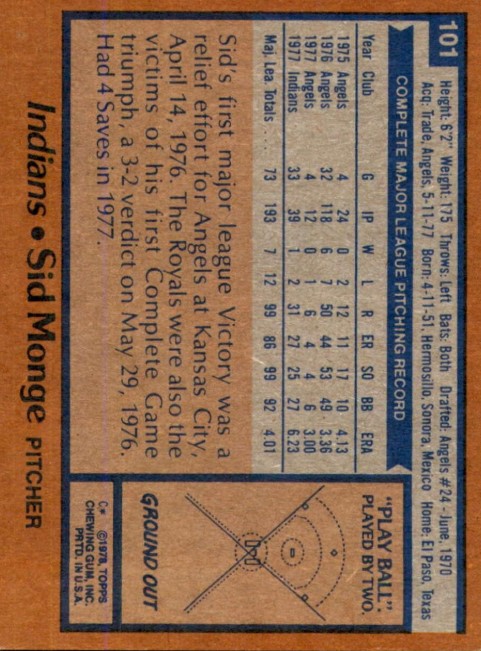 101
Height: 6'2" Weight: 175 Throws: Left Bats: Both Drafted: Angels #24 - June, 1970
Acq: Trade, Angels, 5-11-77 Born: 4-11-51, Hermosillo, Sonora, Mexico Home: El Paso, Texas
COMPLETE MAJOR LEAGUE PITCHING RECORD
Year Club G IP W L R ER SO BB ERA
1975 Angels 4 24 0 2 12 11 17 10 4.13
1976 Angels 32 118 6 7 50 44 53 49 3.36
1977 Angels 4 12 0 1 6 4 4 6 3.00
1977 Indians 33 39 1 2 31 27 25 27 6.23
Maj. Lea. Totals . . . . 73 193 7 12 99 86 99 92 4.01
Sid's first major league Victory was a
relief effort for Angels at Kansas City,
April 14, 1976. The Royals were also the
victims of his first Complete Game
triumph, a 3-2 verdict on May 29, 1976.
Had 4 Saves in 1977.
"PLAY BALL"
PLAYED BY TWO.
GROUND OUT
C* ©1978, TOPPS
CHEWING GUM, INC.
PRTD. IN U.S.A.
Indians • Sid Monge PITCHER